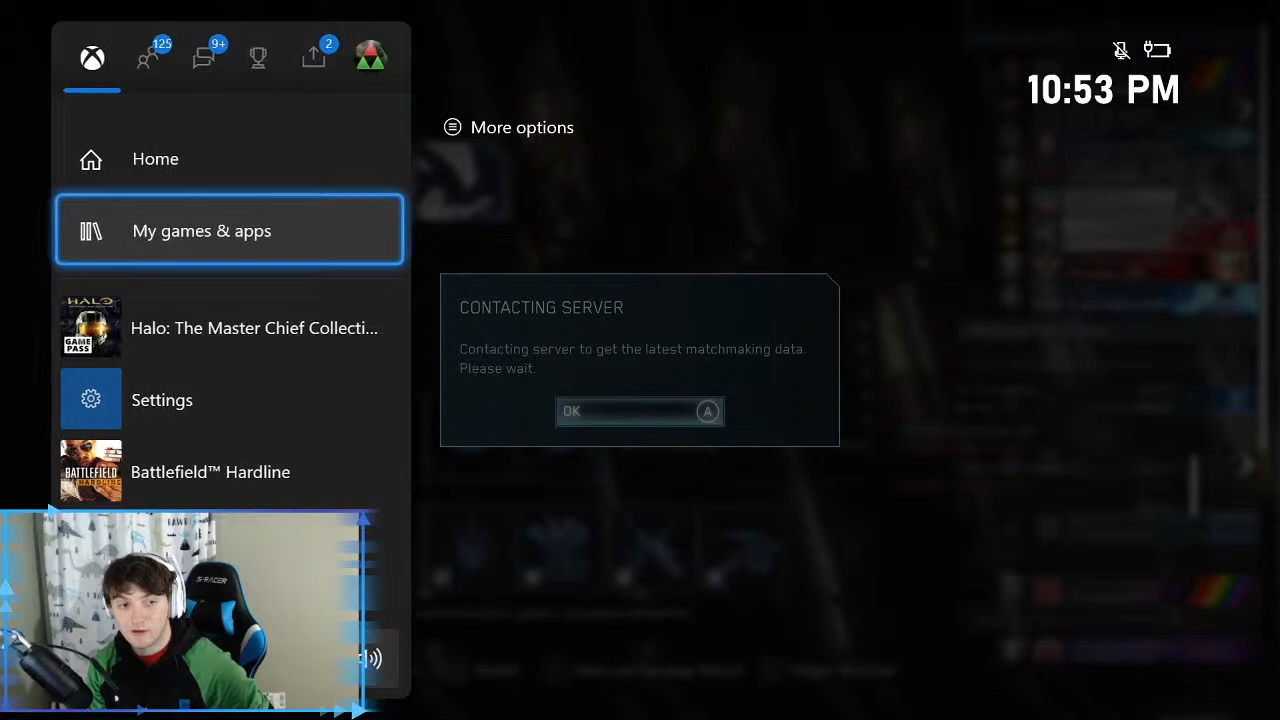 125
9+
2
10:53 PM
More options
Home
My games & apps
HALO
GAME
PASS
Halo: The Master Chief Collecti...
Settings
BATTLEFIELD
HARDLINE
Battlefield™ Hardline
CONTACTING SERVER
Contacting server to get the latest matchmaking data.
Please wait.
OK
A
S-RACER